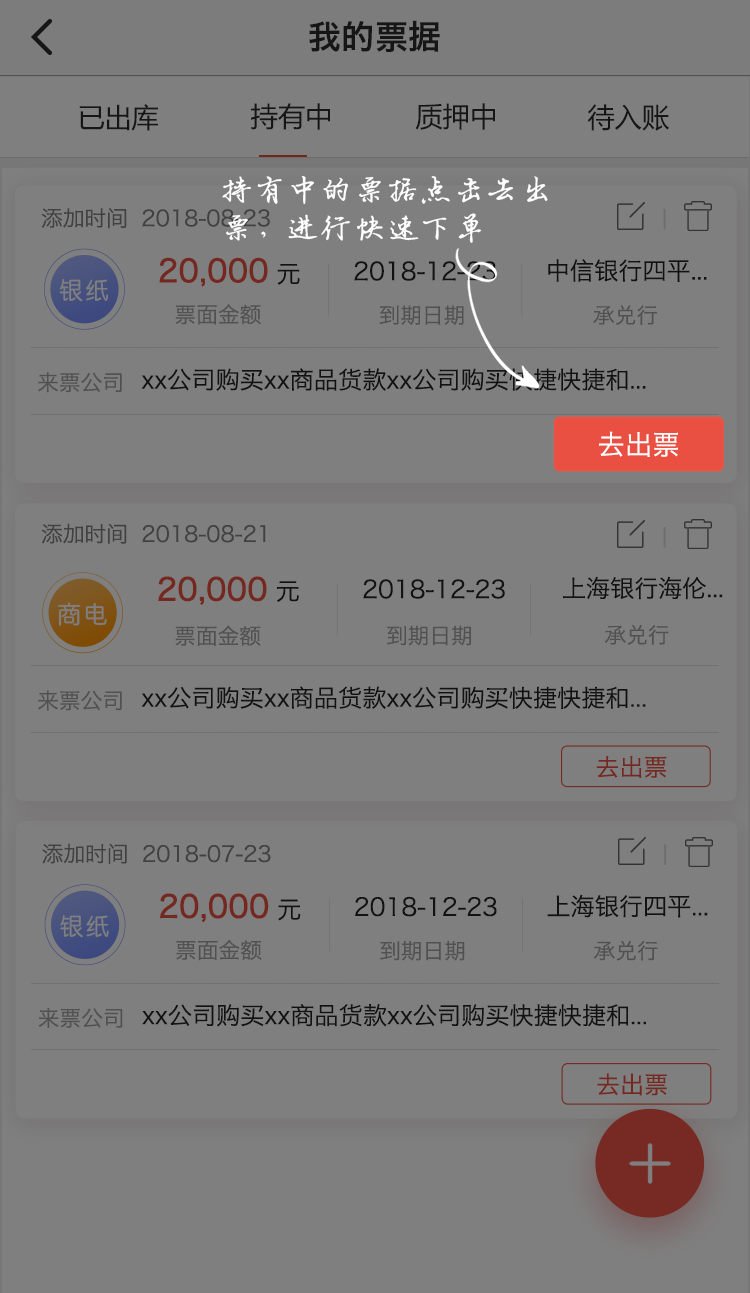 我的票据
已出库 持有中 质押中 待入账
持有中的票据点击去出
票，进行快速下单
添加时间 2018-08-23
银纸 20,000 元 2018-12-23 中信银行四平...
票面金额 到期日期 承兑行
来票公司 xx公司购买xx商品货款xx公司购买快捷快捷和...
去出票
添加时间 2018-08-21
商电 20,000 元 2018-12-23 上海银行海伦...
票面金额 到期日期 承兑行
来票公司 xx公司购买xx商品货款xx公司购买快捷快捷和...
去出票
添加时间 2018-07-23
银纸 20,000 元 2018-12-23 上海银行四平...
票面金额 到期日期 承兑行
来票公司 xx公司购买xx商品货款xx公司购买快捷快捷和...
去出票